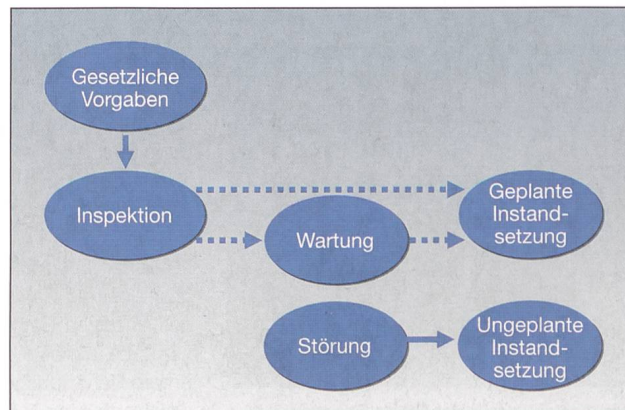 Gesetzliche
Vorgaben
Inspektion
Wartung
Geplante
Instand-
setzung
Störung
Ungeplante
Instand-
setzung